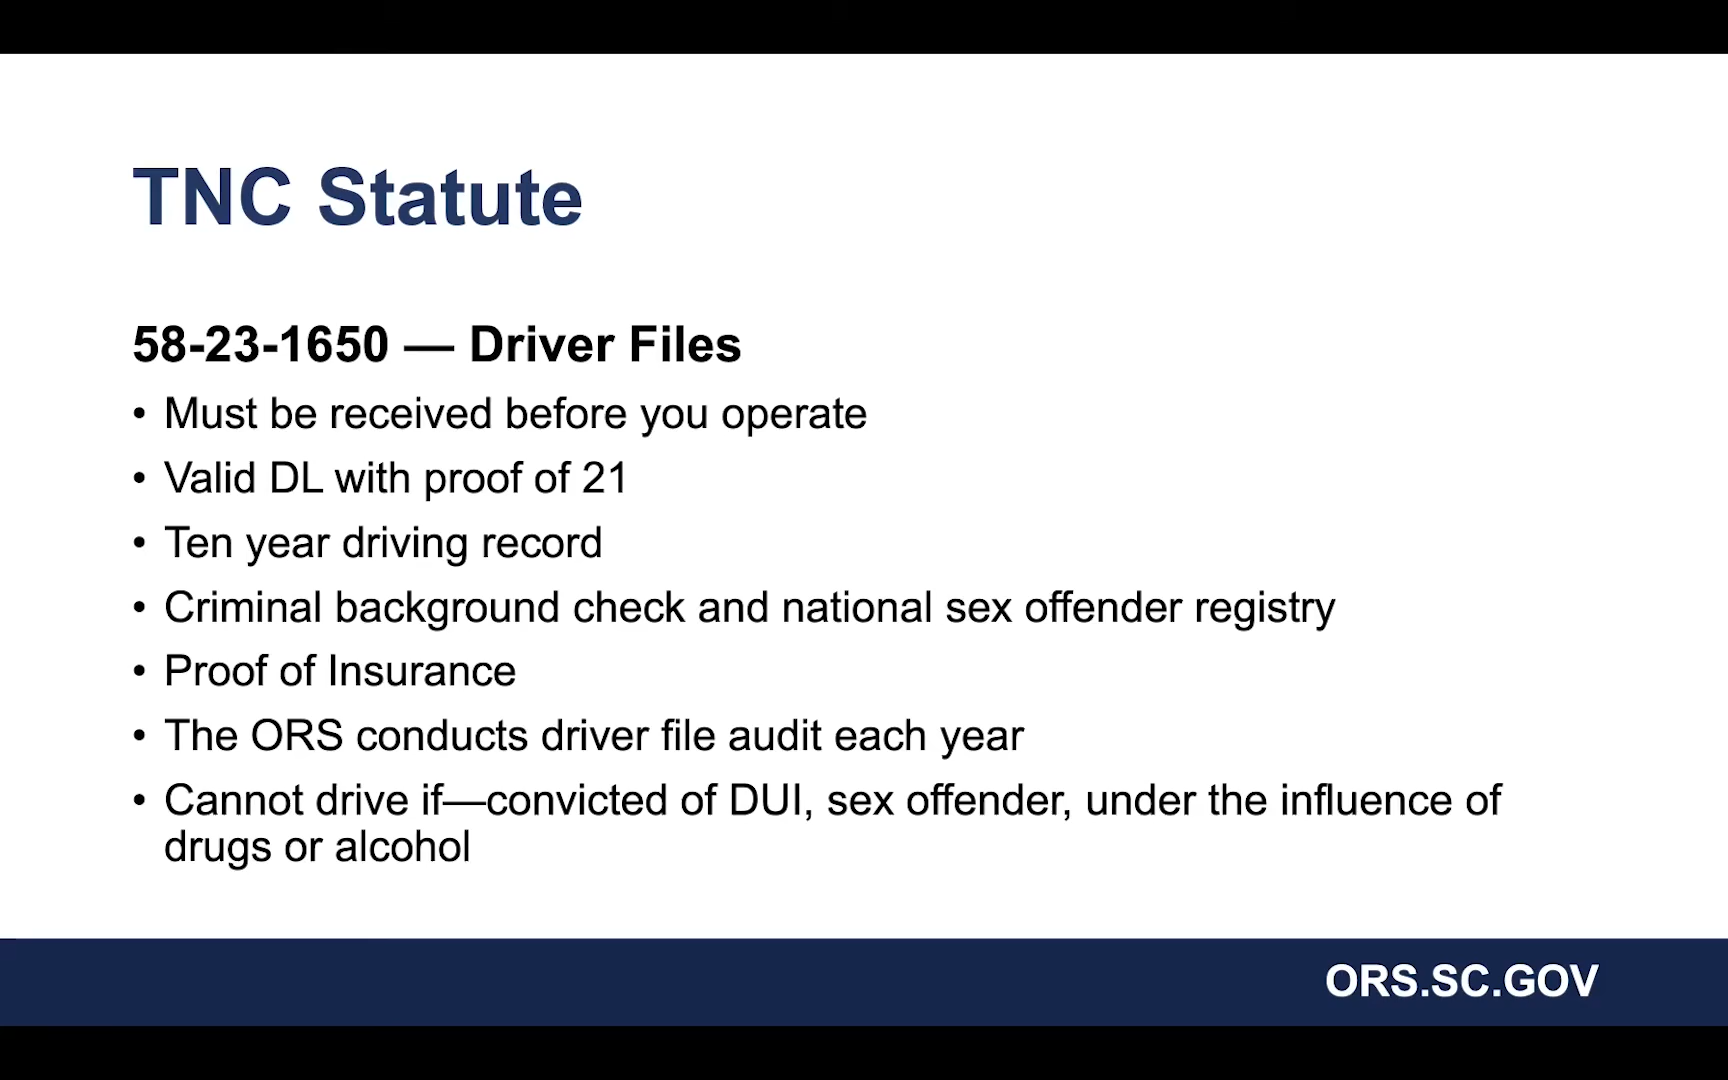 TNC Statute
58-23-1650 — Driver Files
• Must be received before you operate
• Valid DL with proof of 21
• Ten year driving record
• Criminal background check and national sex offender registry
• Proof of Insurance
• The ORS conducts driver file audit each year
• Cannot drive if—convicted of DUI, sex offender, under the influence of
drugs or alcohol
ORS.SC.GOV